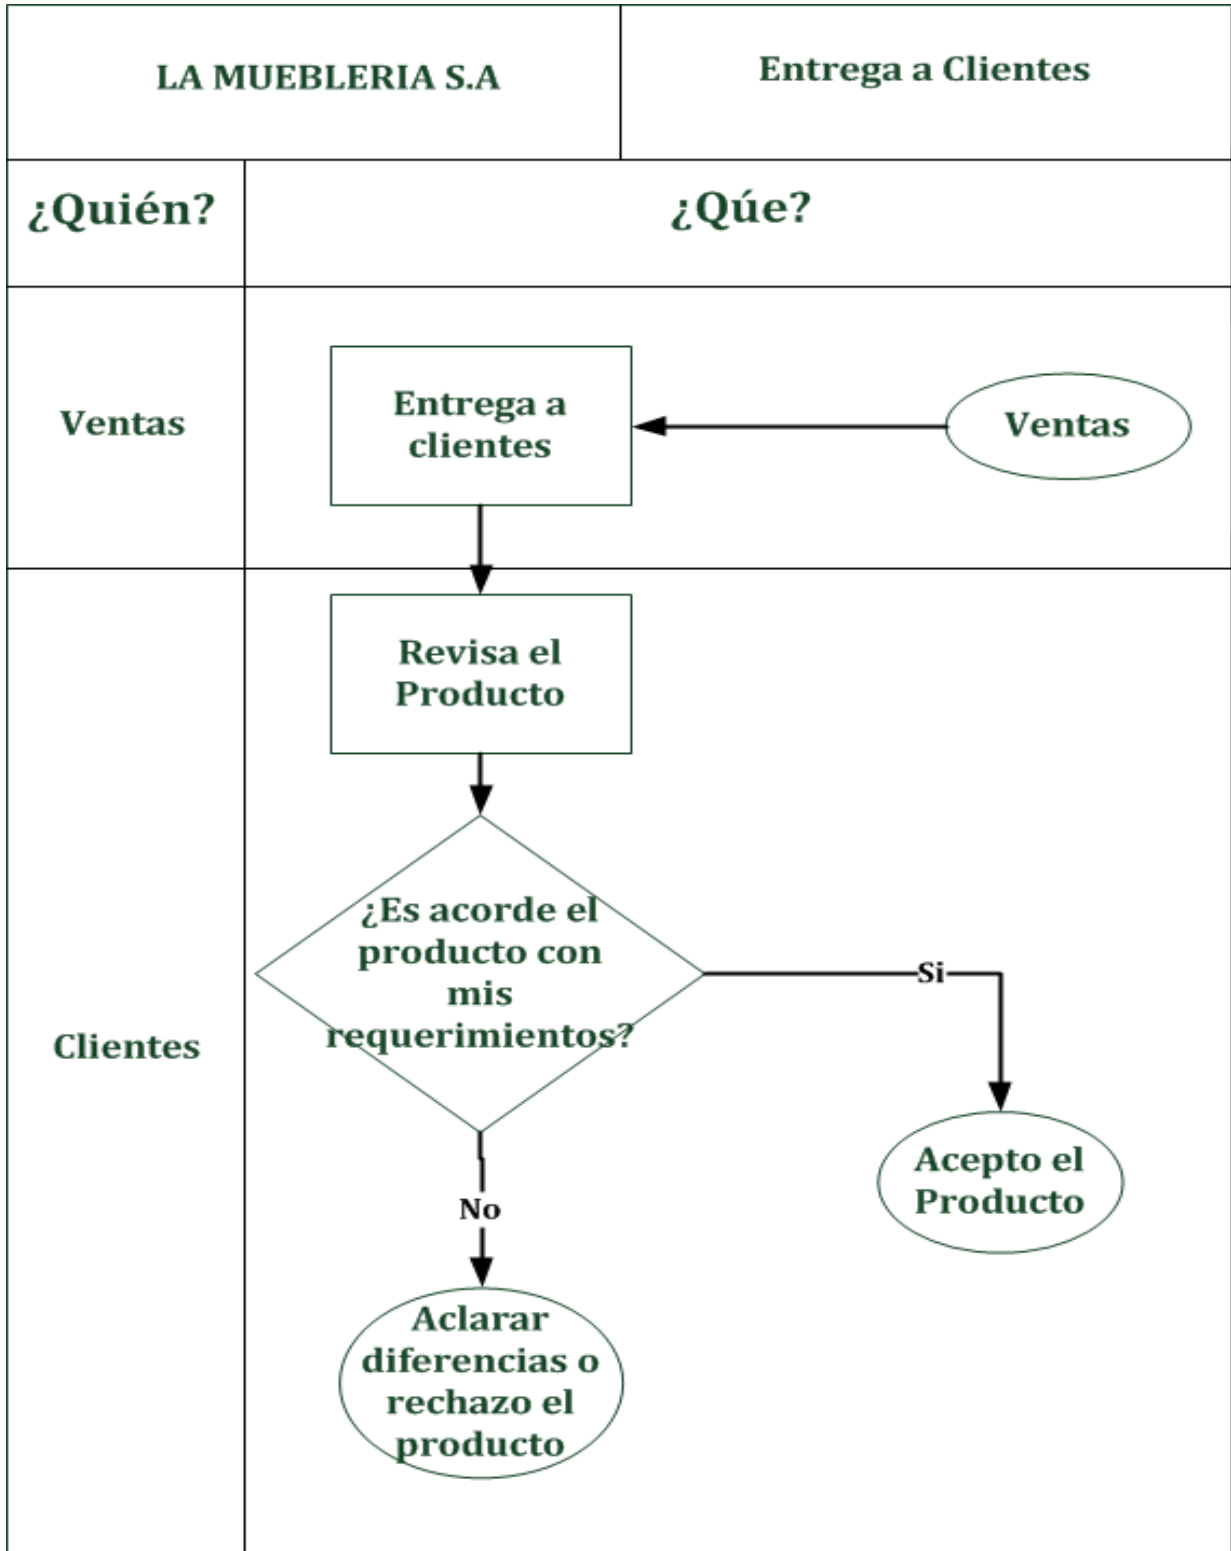 LA MUEBLERIA S.A
Entrega a Clientes
¿Quién?
¿Qúe?
Ventas
Entrega a
clientes
Ventas
Clientes
Revisa el
Producto
¿Es acorde el
producto con
mis
requerimientos?
Si
Acepto el
Producto
No
Aclarar
diferencias o
rechazo el
producto